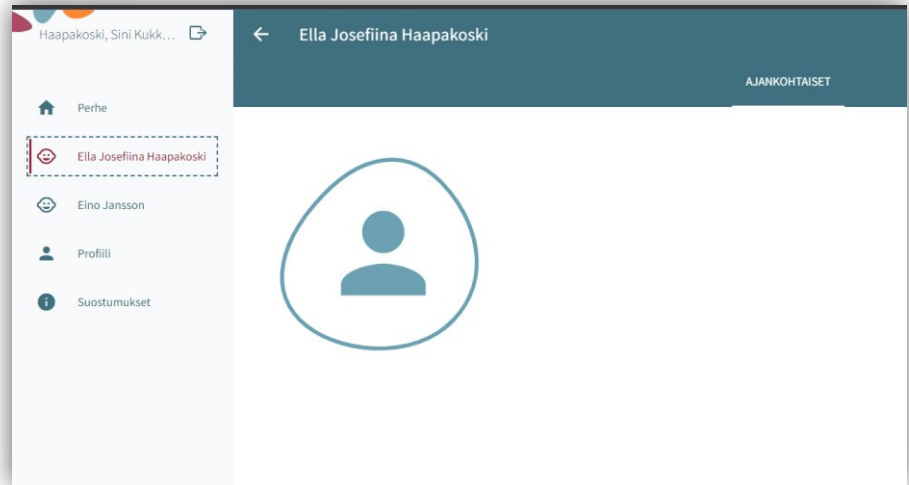 Haapakoski, Sini Kukk...
Perhe
Ella Josefiina Haapakoski
Eino Jansson
Profiili
Suostumukset
Ella Josefiina Haapakoski
AJANKOHTAISET